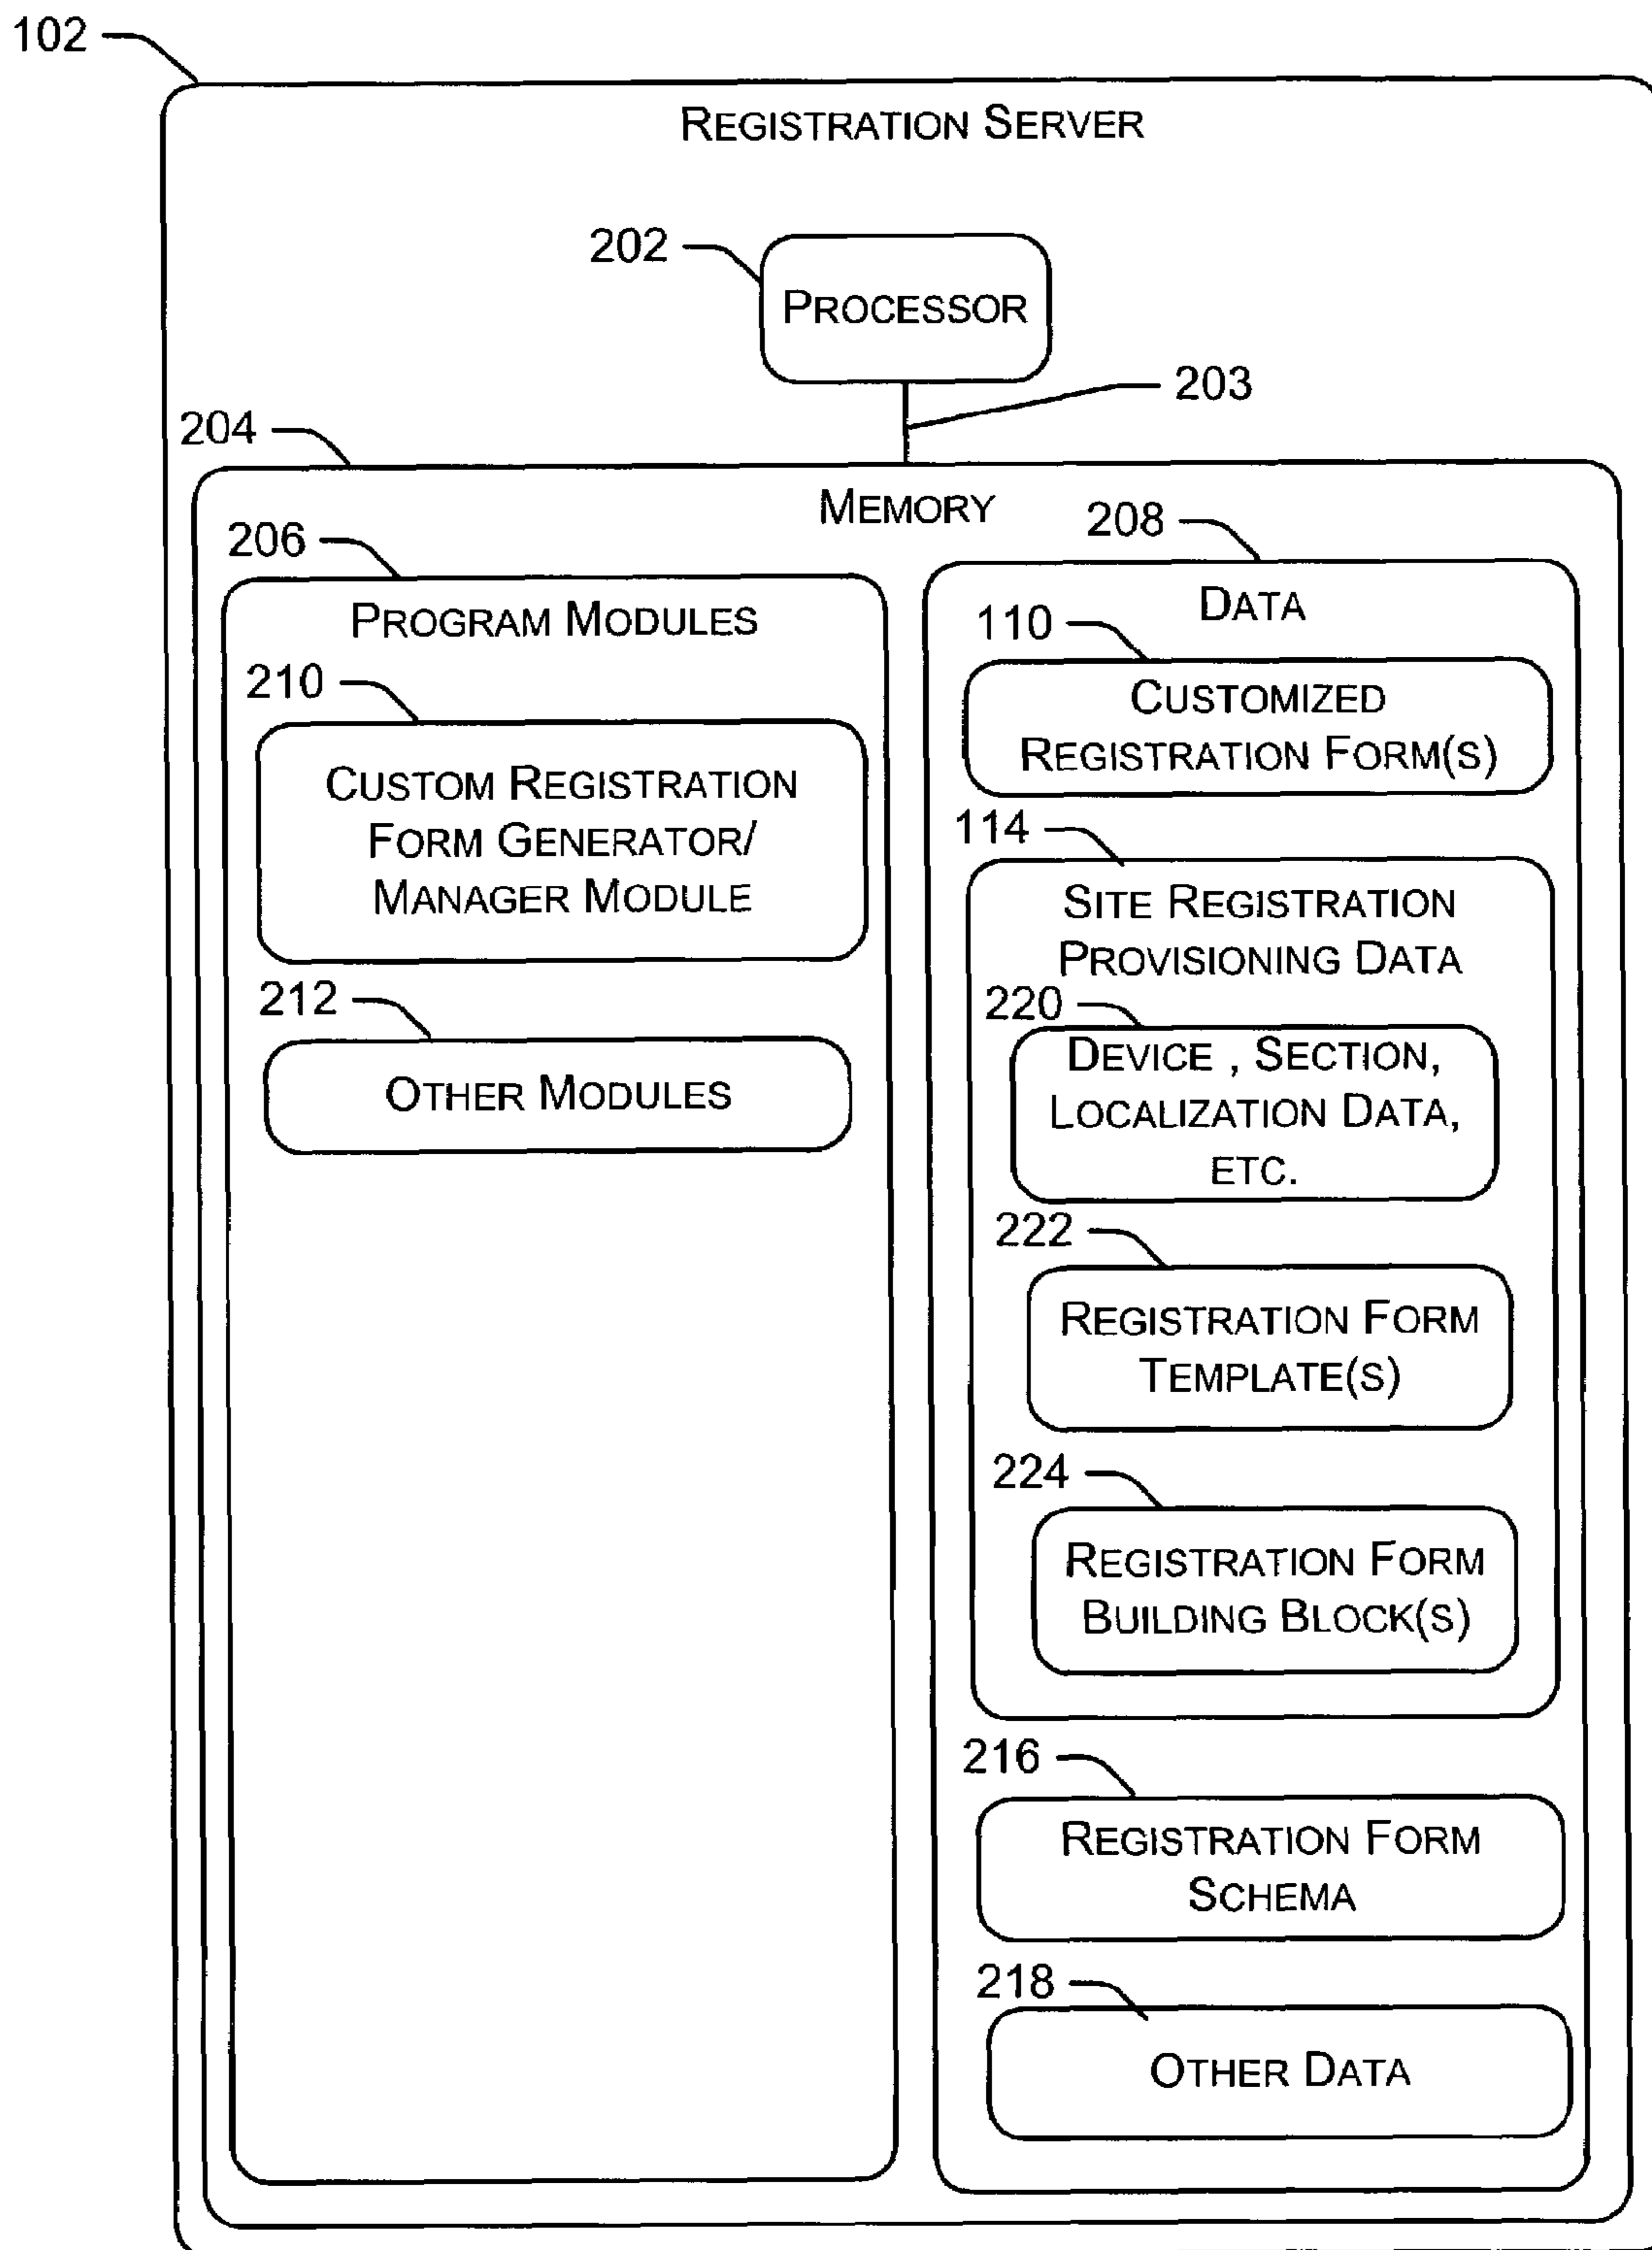 102
REGISTRATION SERVER
202
PROCESSOR
203
204
MEMORY
206
PROGRAM MODULES
210
CUSTOM REGISTRATION
FORM GENERATOR/
MANAGER MODULE
212
OTHER MODULES
208
DATA
110
CUSTOMIZED
REGISTRATION FORM(S)
114
SITE REGISTRATION
PROVISIONING DATA
220
DEVICE , SECTION,
LOCALIZATION DATA,
ETC.
222
REGISTRATION FORM
TEMPLATE(S)
224
REGISTRATION FORM
BUILDING BLOCK(S)
216
REGISTRATION FORM
SCHEMA
218
OTHER DATA